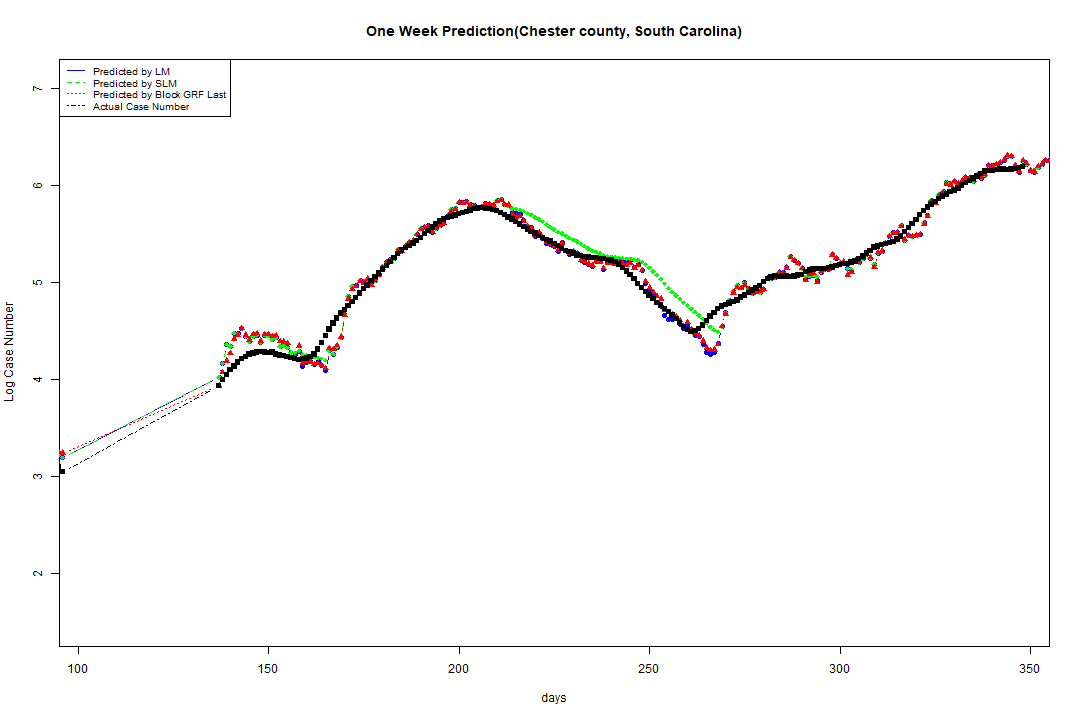 One Week Prediction(Chester county, South Carolina)
Predicted by LM
Predicted by SLM
Predicted by Block GRF Last
Actual Case Number
7
6
5
4
3
2
Log Case Number
100 150 200 250 300 350
days